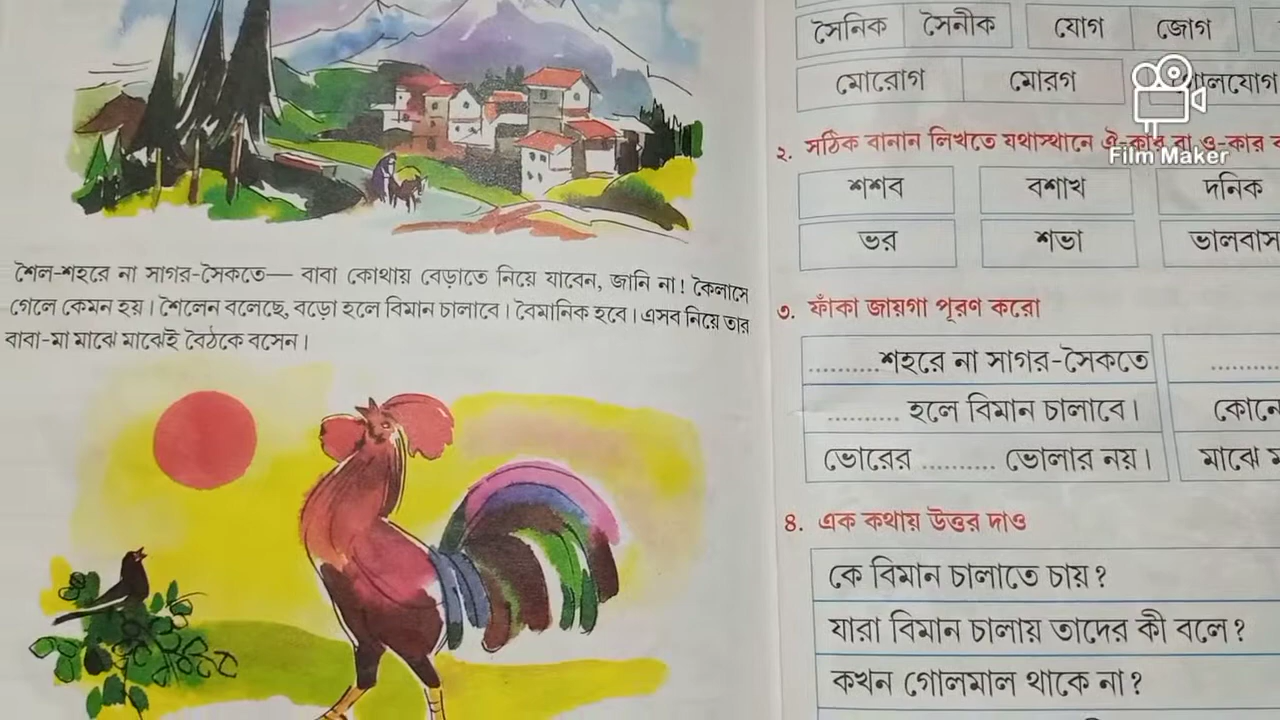 শৈল-শহরে না সাগর-সৈকতে— বাবা কোথায় বেড়াতে নিয়ে যাবেন, জানি না! কৈলাসে
গেলে কেমন হয়। শৈলেন বলেছে, বড়ো হলে বিমান চালাবে। বৈমানিক হবে। এসব নিয়ে তার
বাবা-মা মাঝে মাঝেই বৈঠকে বসেন।
সৈনিক সৈনীক যোগ জোগ
মোরোগ মোরগ
Film Maker
২. সঠিক বানান লিখতে যথাস্থানে ঐ-কার বা ও-কার
শশব বশাখ দনিক
ভর শভা ভালবাস
৩. ফাঁকা জায়গা পূরণ করো
..........শহরে না সাগর-সৈকতে
.......... হলে বিমান চালাবে।
ভোরের .......... ভোলার নয়।
মাঝে
৪. এক কথায় উত্তর দাও
কে বিমান চালাতে চায়?
যারা বিমান চালায় তাদের কী বলে?
কখন গোলমাল থাকে না?